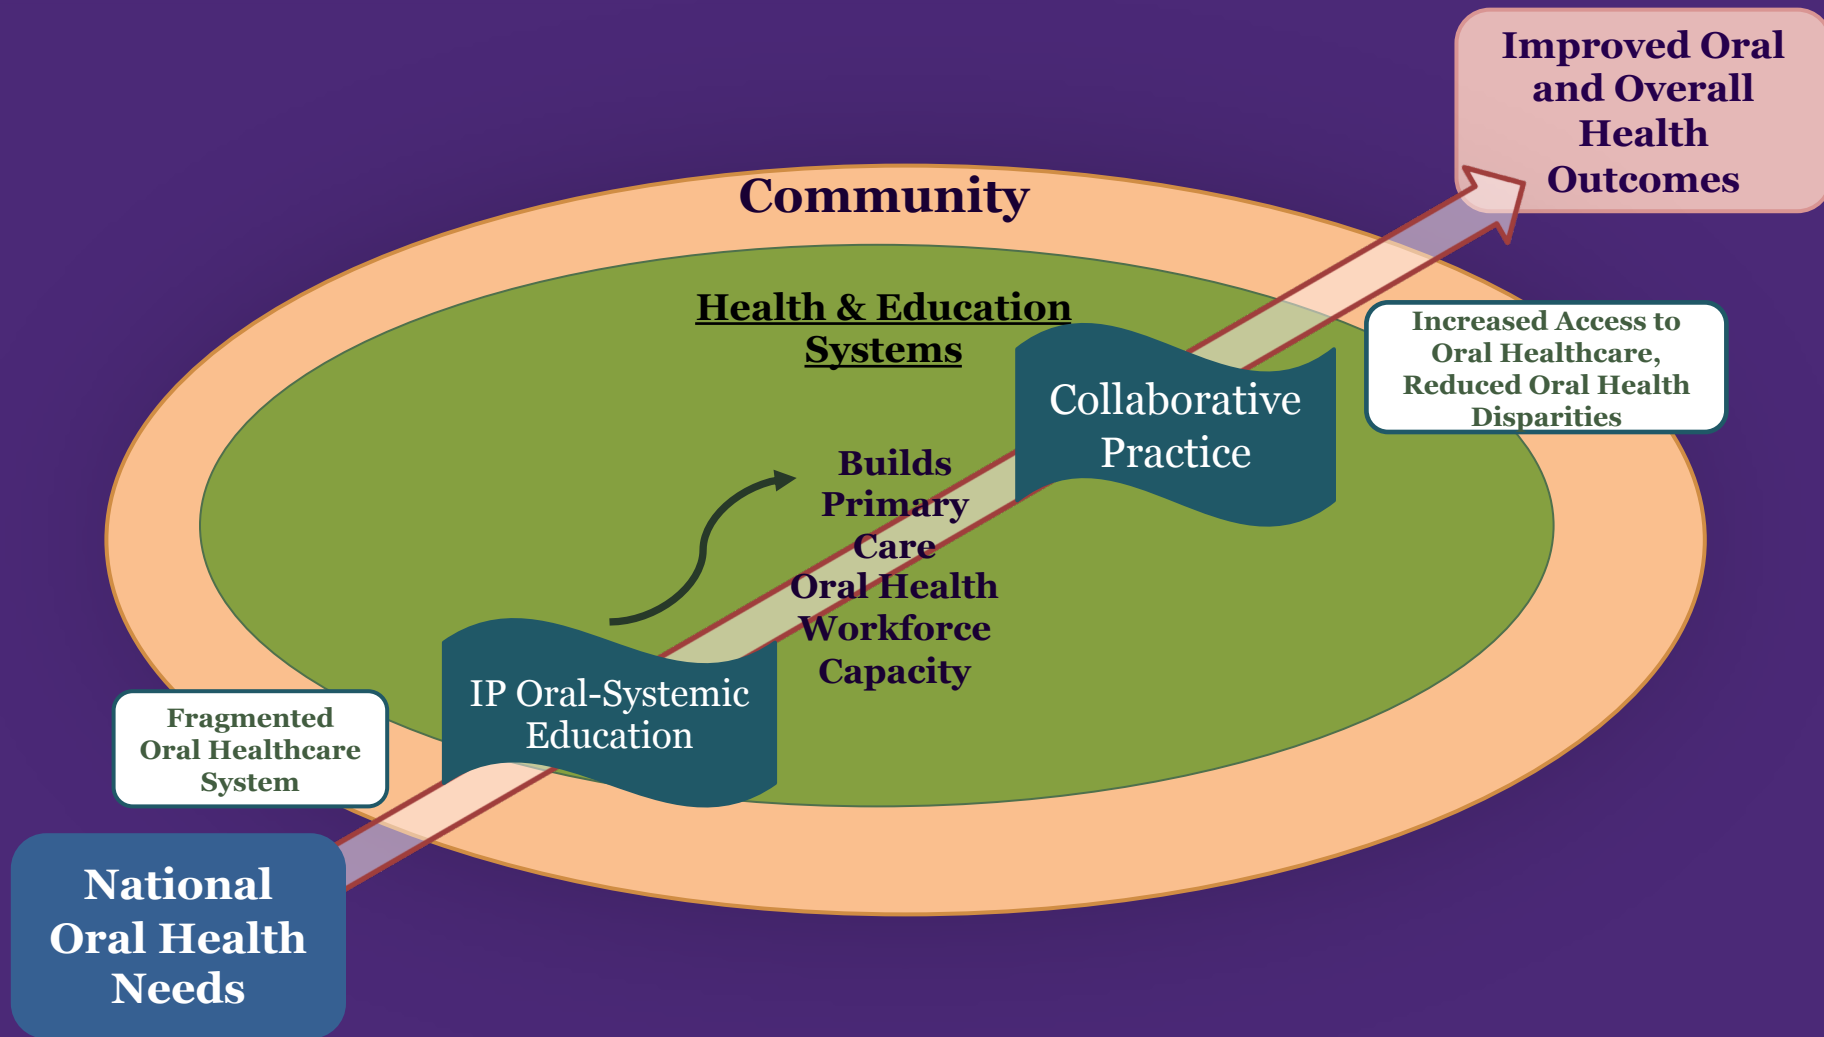 Improved Oral
and Overall
Health
Outcomes
Community
Health & Education
Systems
Increased Access to
Oral Healthcare,
Reduced Oral Health
Disparities
Collaborative
Practice
Builds
Primary
Care
Oral Health
Workforce
Capacity
IP Oral-Systemic
Education
Fragmented
Oral Healthcare
System
National
Oral Health
Needs